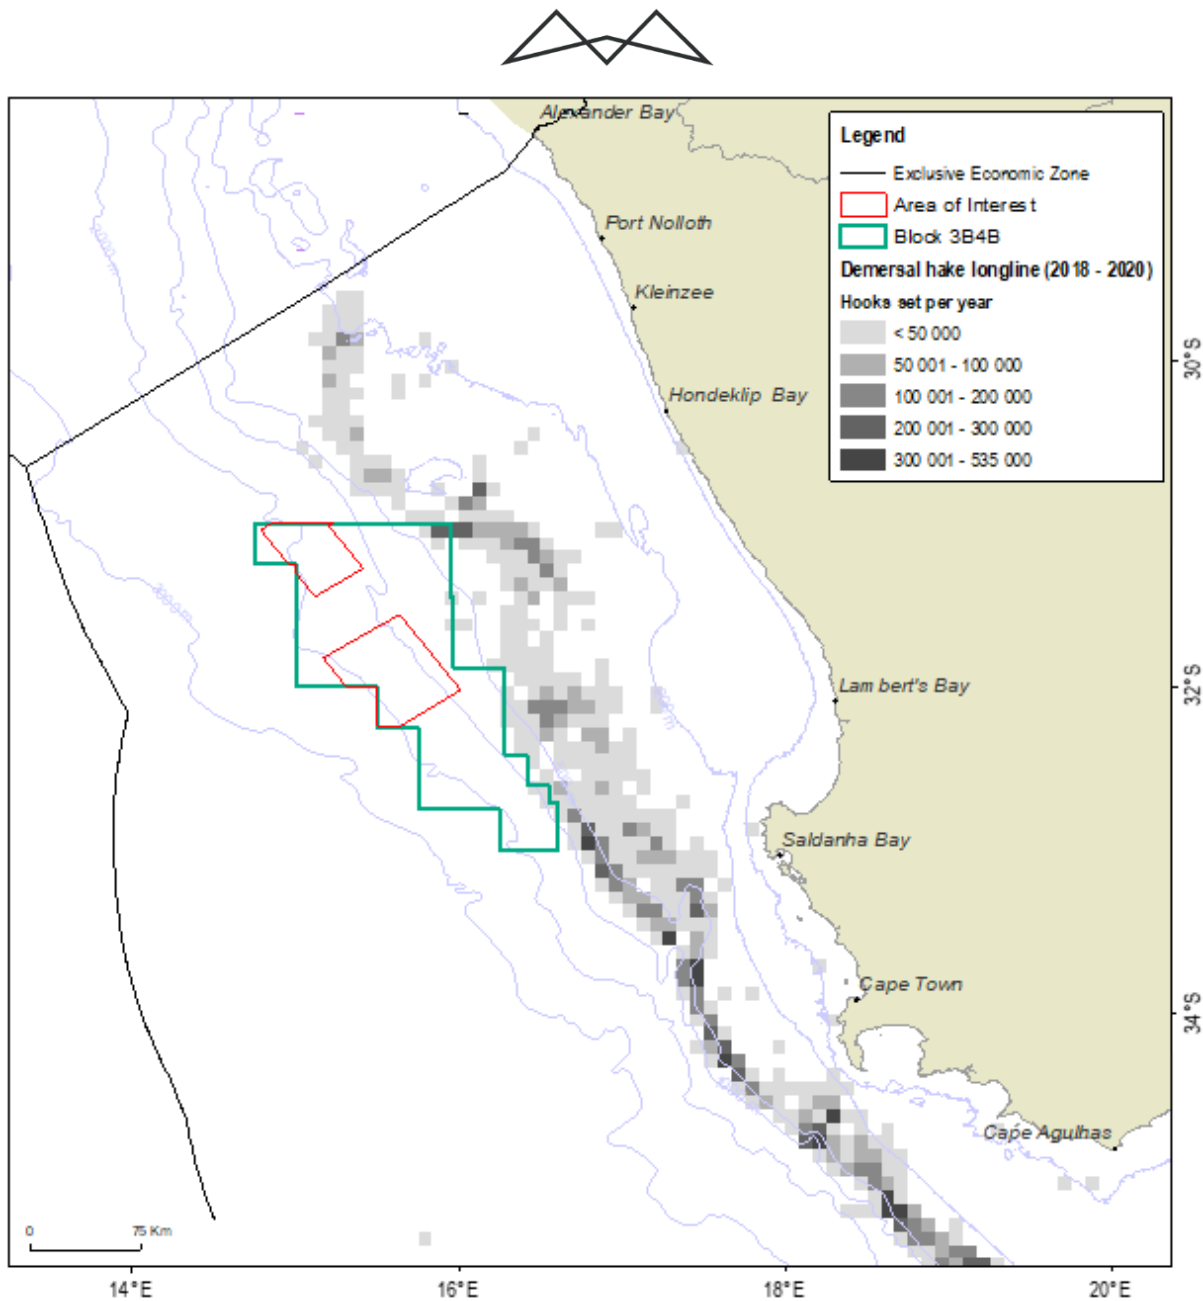 Alexander Bay
Port Nolloth
Kleinzee
Hondeklip Bay
Lambert's Bay
Saldanha Bay
Cape Town
Cape Agulhas
Legend
Exclusive Economic Zone
Area of Interest
Block 3B4B
Demersal hake longline (2018 - 2020)
Hooks set per year
< 50 000
50 001 - 100 000
100 001 - 200 000
200 001 - 300 000
300 001 - 535 000
3000m
30°S
32°S
34°S
0 75 Km
14°E 16°E 18°E 20°E